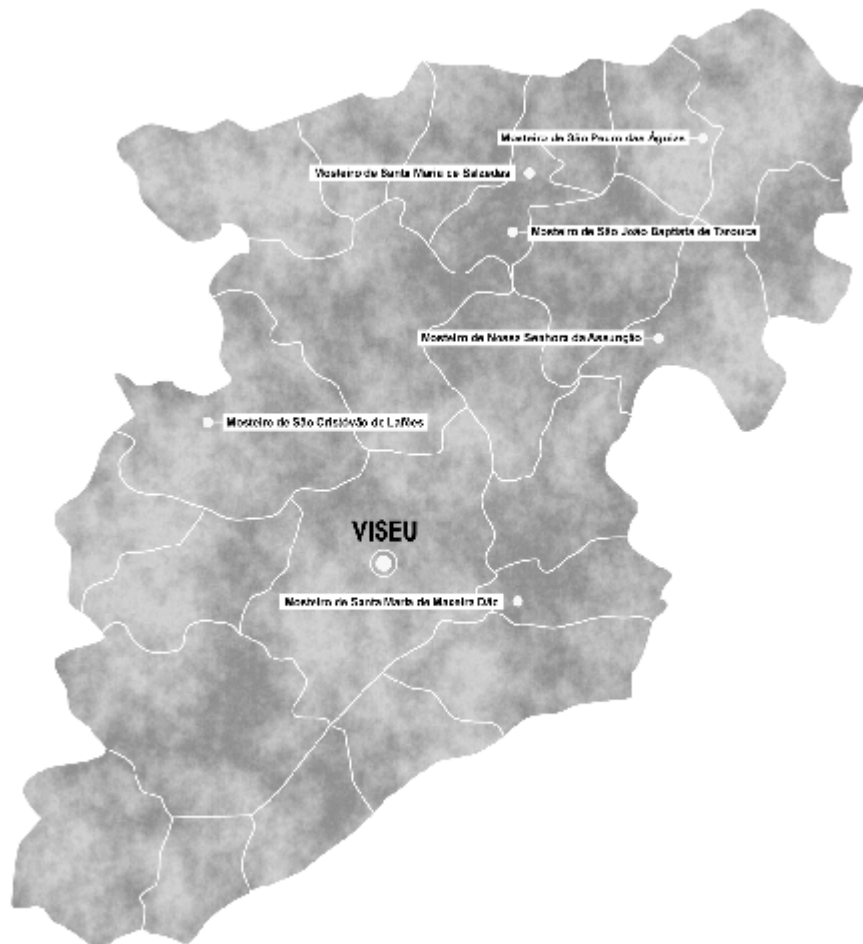 Mosteiro de São Pedro das Águias
Mosteiro de Santa Maria de Salzedas
Mosteiro de São João Baptista de Tarouca
Mosteiro de Nossa Senhora da Assunção
Mosteiro de São Cristóvão de Lafões
VISEU
Mosteiro de Santa Maria de Maceira Dão